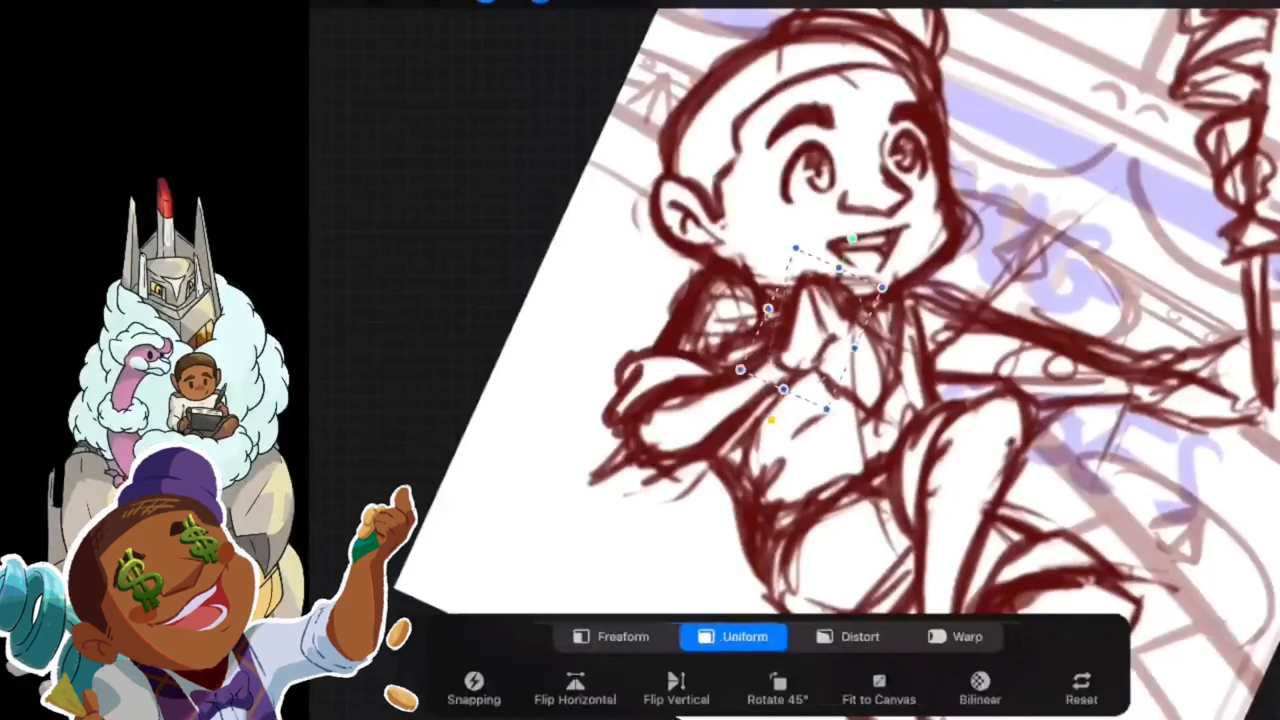 Freeform Uniform Distort Warp
Snapping Flip Horizontal Flip Vertical Rotate 45° Fit to Canvas Bilinear Reset
$ $